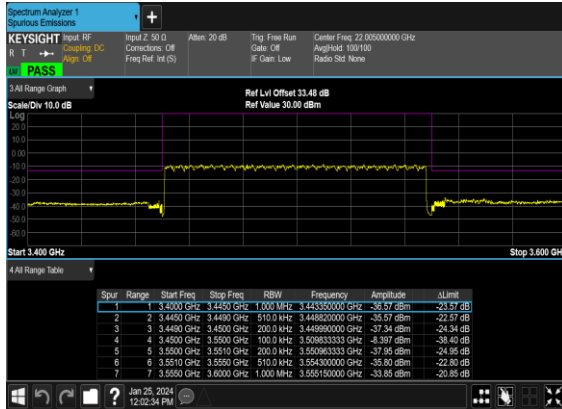 Spectrum Analyzer 1
Spurious Emissions
KEYSIGHT
R T
PASS
Input: RF
Coupling: DC
Align: Off
Input Z: 50 Ω
Corrections: Off
Freq Ref: Int (S)
Atten: 20 dB
Trig: Free Run
Gate: Off
IF Gain: Low
Center Freq: 22.005000000 GHz
Avg|Hold: 100/100
Radio Std: None
3 All Range Graph
Scale/Div 10.0 dB
Ref Lvl Offset 33.48 dB
Ref Value 30.00 dBm
Log
20.0
10.0
0.00
-10.0
-20.0
-30.0
-40.0
-50.0
-60.0
Start 3.400 GHz
Stop 3.600 GH
4 All Range Table
Spur Range Start Freq Stop Freq RBW Frequency Amplitude ΔLimit
1 1 3.4000 GHz 3.4450 GHz 1.000 MHz 3.443350000 GHz -36.57 dBm -23.57 dB
2 2 3.4450 GHz 3.4490 GHz 510.0 kHz 3.448820000 GHz -35.57 dBm -22.57 dB
3 3 3.4490 GHz 3.4500 GHz 200.0 kHz 3.449990000 GHz -37.34 dBm -24.34 dB
4 4 3.4500 GHz 3.5500 GHz 100.0 kHz 3.509833333 GHz -8.397 dBm -38.40 dB
5 5 3.5500 GHz 3.5510 GHz 200.0 kHz 3.550963333 GHz -37.95 dBm -24.95 dB
6 6 3.5510 GHz 3.5550 GHz 510.0 kHz 3.554300000 GHz -35.80 dBm -22.80 dB
7 7 3.5550 GHz 3.6000 GHz 1.000 MHz 3.555150000 GHz -33.85 dBm -20.85 dB
?
Jan 25, 2024
12:02:34 PM